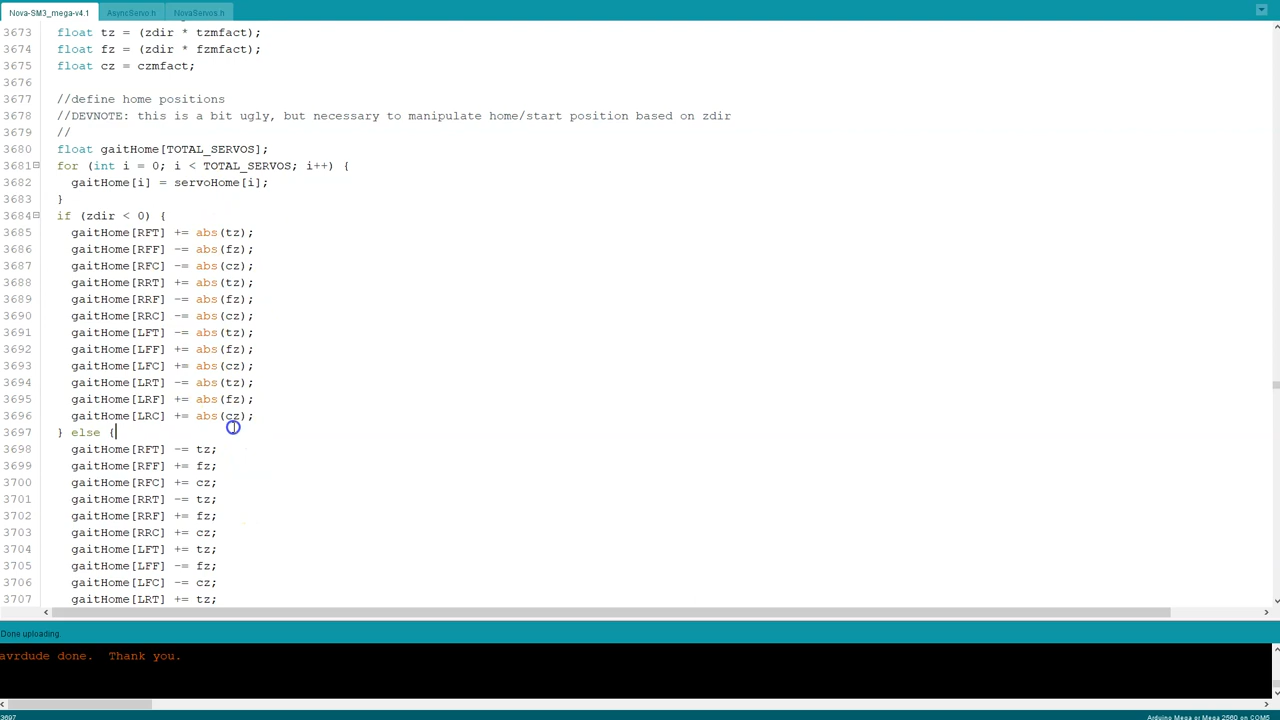 Nova-SM3_mega-v4.1 AsyncServo.h NovaServos.h
3673 float tz = (zdir * tzmfact);
3674 float fz = (zdir * fzmfact);
3675 float cz = czmfact;
3676
3677 //define home positions
3678 //DEVNOTE: this is a bit ugly, but necessary to manipulate home/start position based on zdir
3679 //
3680 float gaitHome[TOTAL_SERVOS];
3681 for (int i = 0; i < TOTAL_SERVOS; i++) {
3682 gaitHome[i] = servoHome[i];
3683 }
3684 if (zdir < 0) {
3685 gaitHome[RFT] += abs(tz);
3686 gaitHome[RFF] -= abs(fz);
3687 gaitHome[RFC] -= abs(cz);
3688 gaitHome[RRT] += abs(tz);
3689 gaitHome[RRF] -= abs(fz);
3690 gaitHome[RRC] -= abs(cz);
3691 gaitHome[LFT] -= abs(tz);
3692 gaitHome[LFF] += abs(fz);
3693 gaitHome[LFC] += abs(cz);
3694 gaitHome[LRT] -= abs(tz);
3695 gaitHome[LRF] += abs(fz);
3696 gaitHome[LRC] += abs(cz);
3697 } else {
3698 gaitHome[RFT] -= tz;
3699 gaitHome[RFF] += fz;
3700 gaitHome[RFC] += cz;
3701 gaitHome[RRT] -= tz;
3702 gaitHome[RRF] += fz;
3703 gaitHome[RRC] += cz;
3704 gaitHome[LFT] += tz;
3705 gaitHome[LFF] -= fz;
3706 gaitHome[LFC] -= cz;
3707 gaitHome[LRT] += tz;
Done uploading.
avrdude done.  Thank you.
3697 Arduino Mega or Mega 2560 on COM5